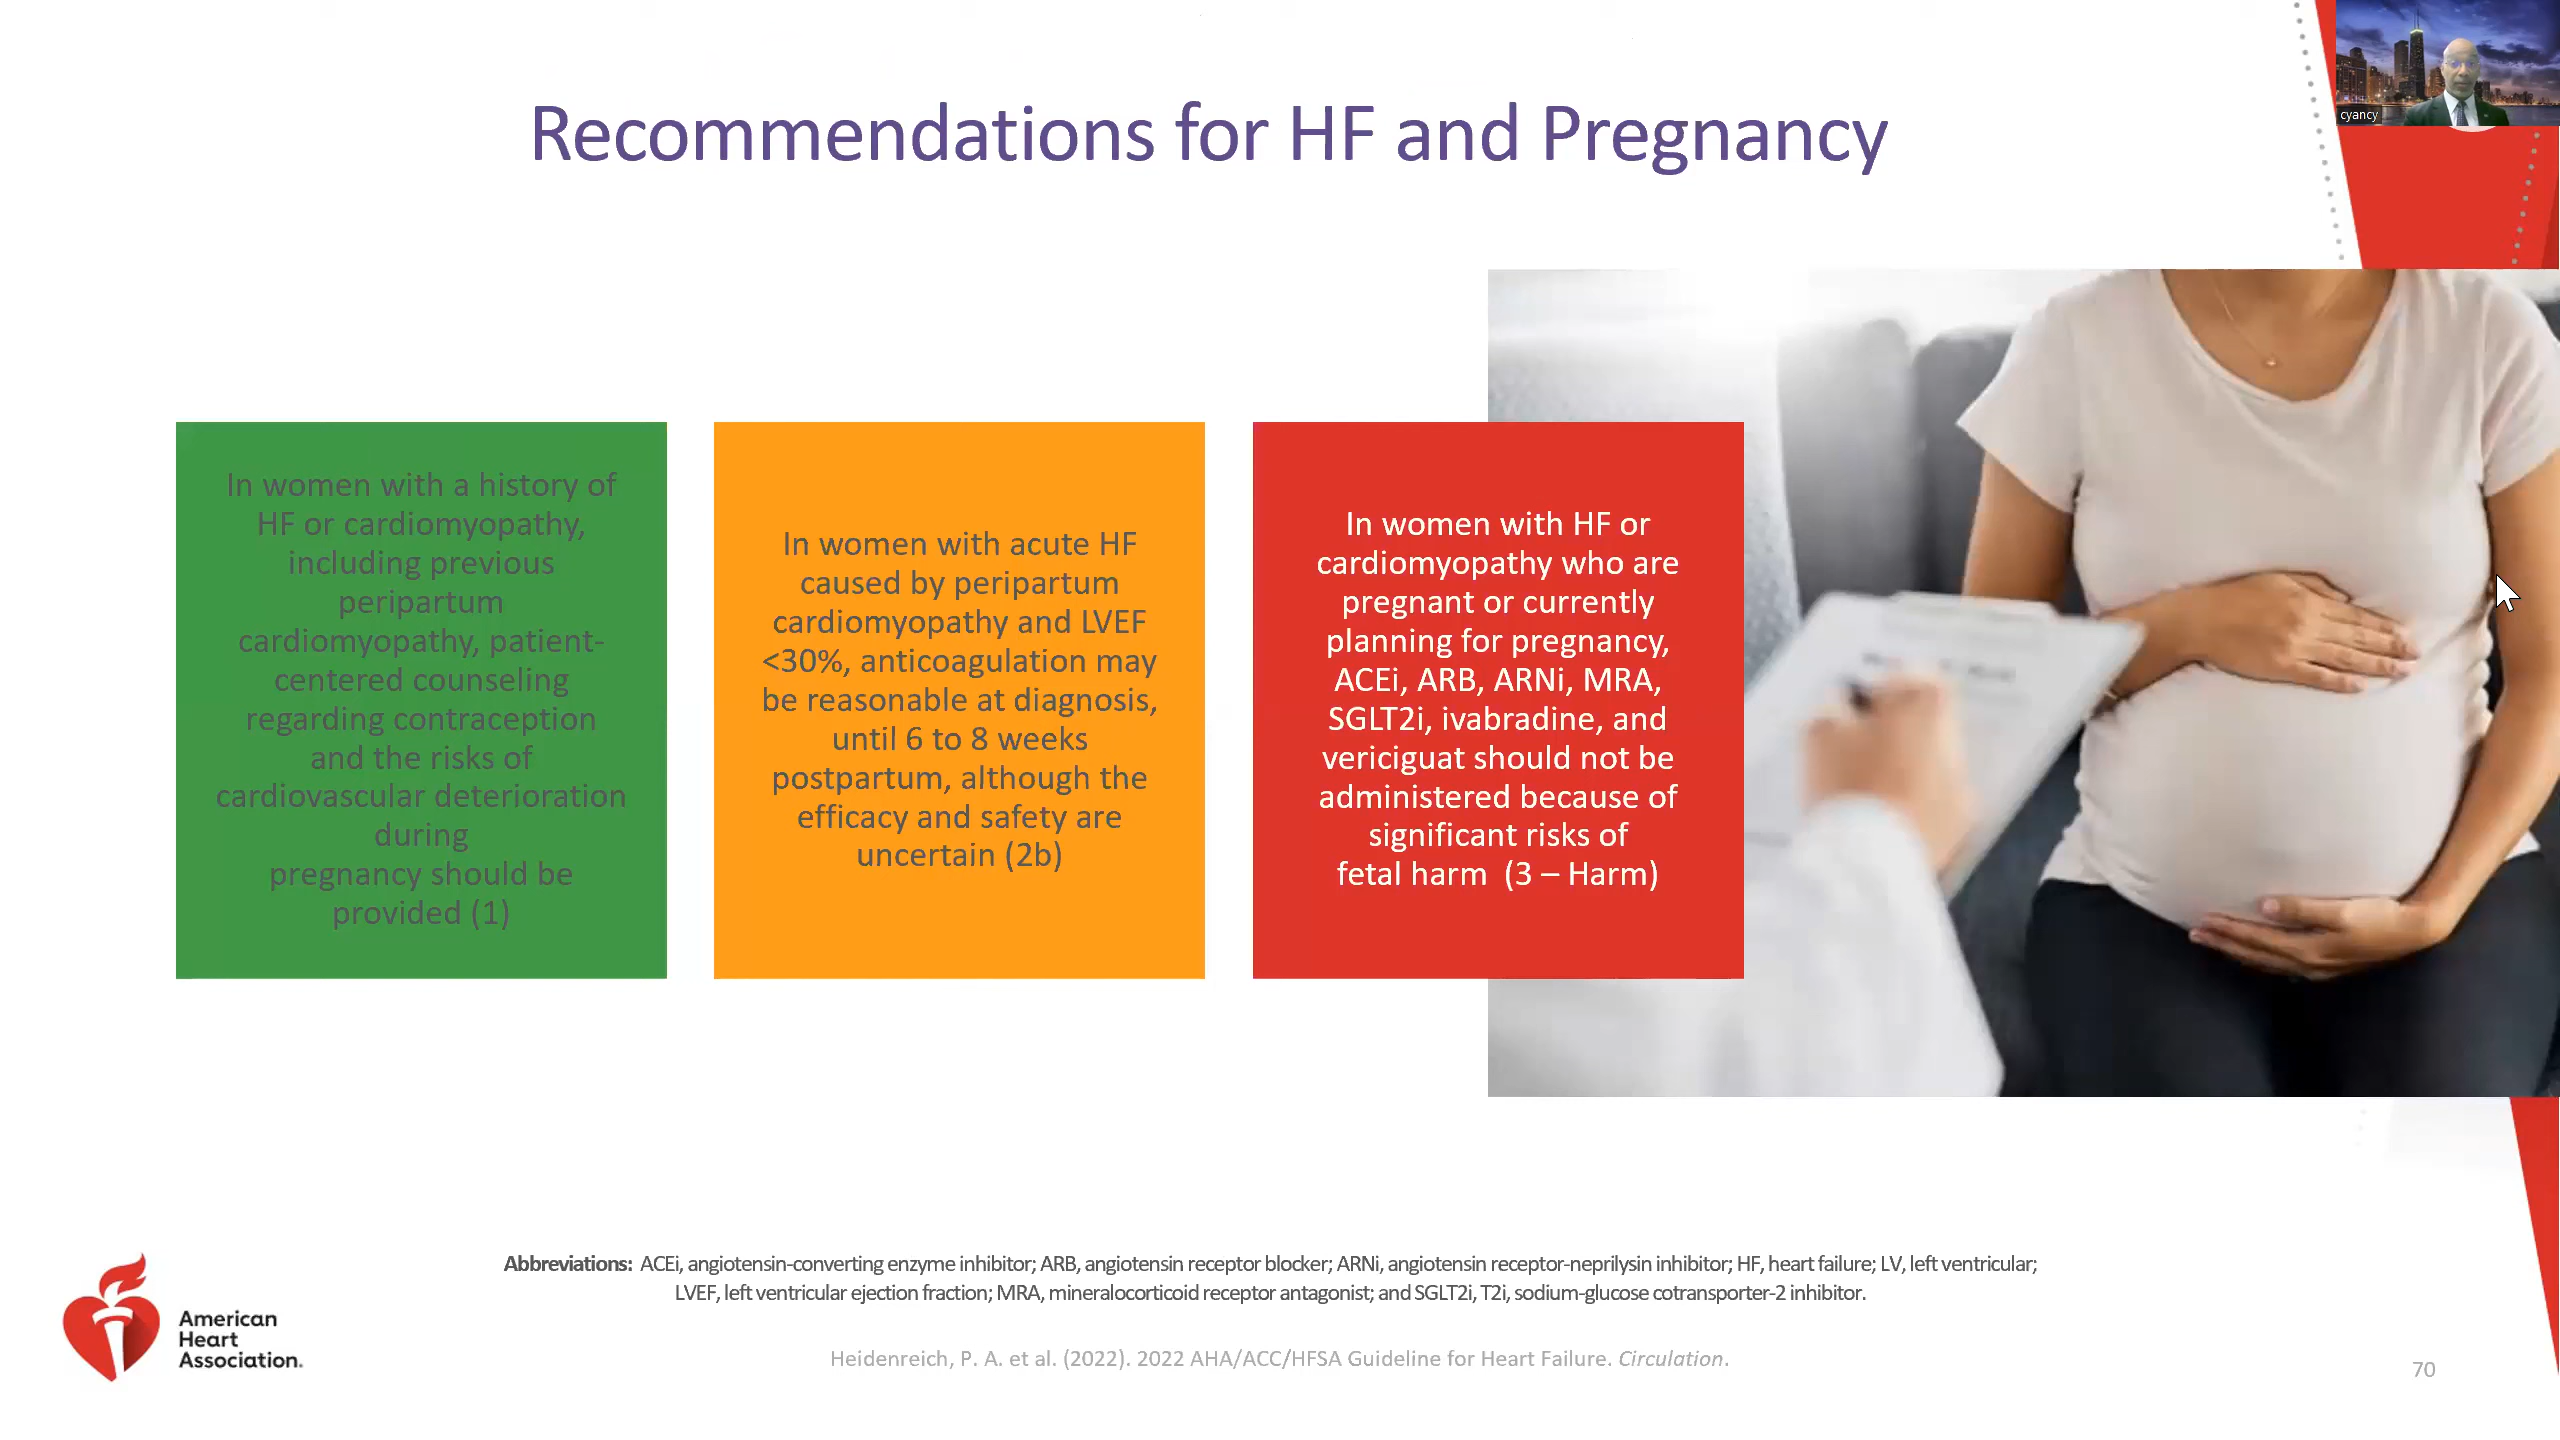 cyancy
Recommendations for HF and Pregnancy
In women with a history of
HF or cardiomyopathy,
including previous
peripartum
cardiomyopathy, patient-
centered counseling
regarding contraception
and the risks of
cardiovascular deterioration
during
pregnancy should be
provided (1)
In women with acute HF
caused by peripartum
cardiomyopathy and LVEF
<30%, anticoagulation may
be reasonable at diagnosis,
until 6 to 8 weeks
postpartum, although the
efficacy and safety are
uncertain (2b)
In women with HF or
cardiomyopathy who are
pregnant or currently
planning for pregnancy,
ACEi, ARB, ARNi, MRA,
SGLT2i, ivabradine, and
vericiguat should not be
administered because of
significant risks of
fetal harm  (3 – Harm)
Abbreviations: ACEi, angiotensin-converting enzyme inhibitor; ARB, angiotensin receptor blocker; ARNi, angiotensin receptor-neprilysin inhibitor; HF, heart failure; LV, left ventricular;
LVEF, left ventricular ejection fraction; MRA, mineralocorticoid receptor antagonist; and SGLT2i, T2i, sodium-glucose cotransporter-2 inhibitor.
American
Heart
Association.
Heidenreich, P. A. et al. (2022). 2022 AHA/ACC/HFSA Guideline for Heart Failure. Circulation.
70